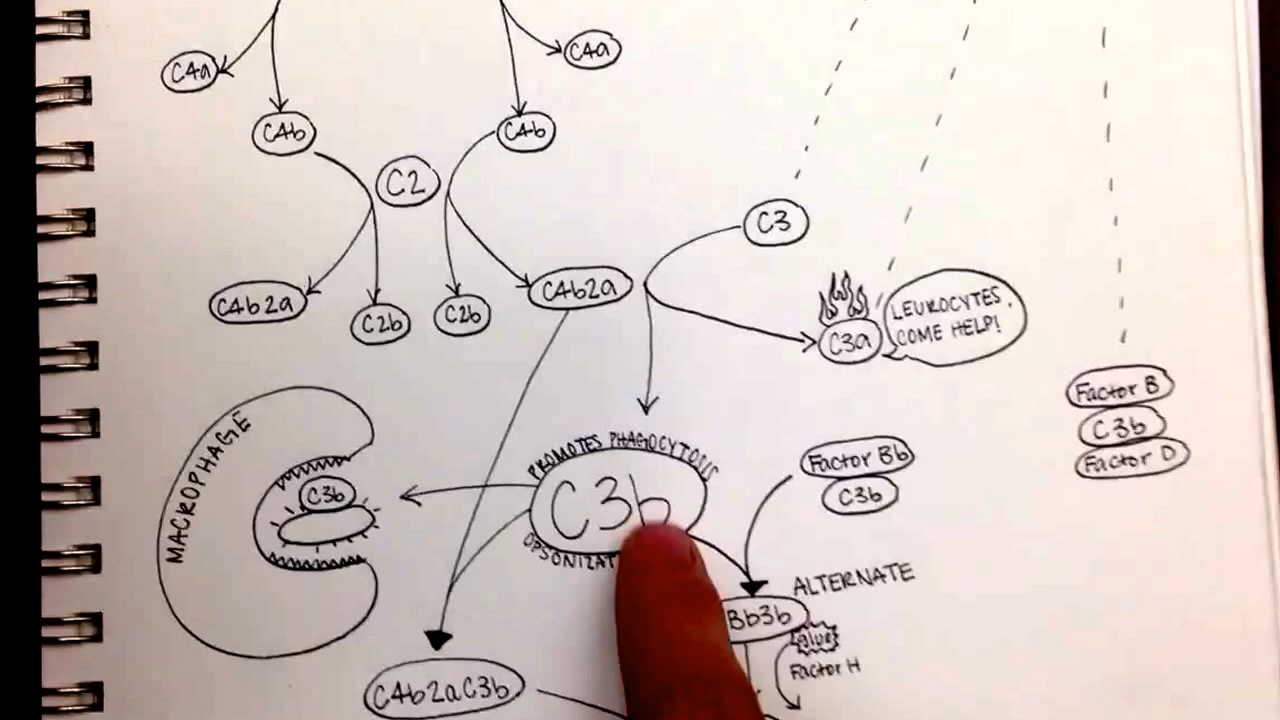 C4a
C4a
C4b
C4b
C2
C3
C4b2a
C2b
C2b
C4b2a
C3a
LEUKOCYTES,
COME HELP!
Factor B
C3b
Factor D
MACROPHAGE
C3b
PROMOTES PHAGOCYTOSIS
C3b
Factor Bb
C3b
ALTERNATE
Bb3b
glue
Factor H
C4b2aC3b